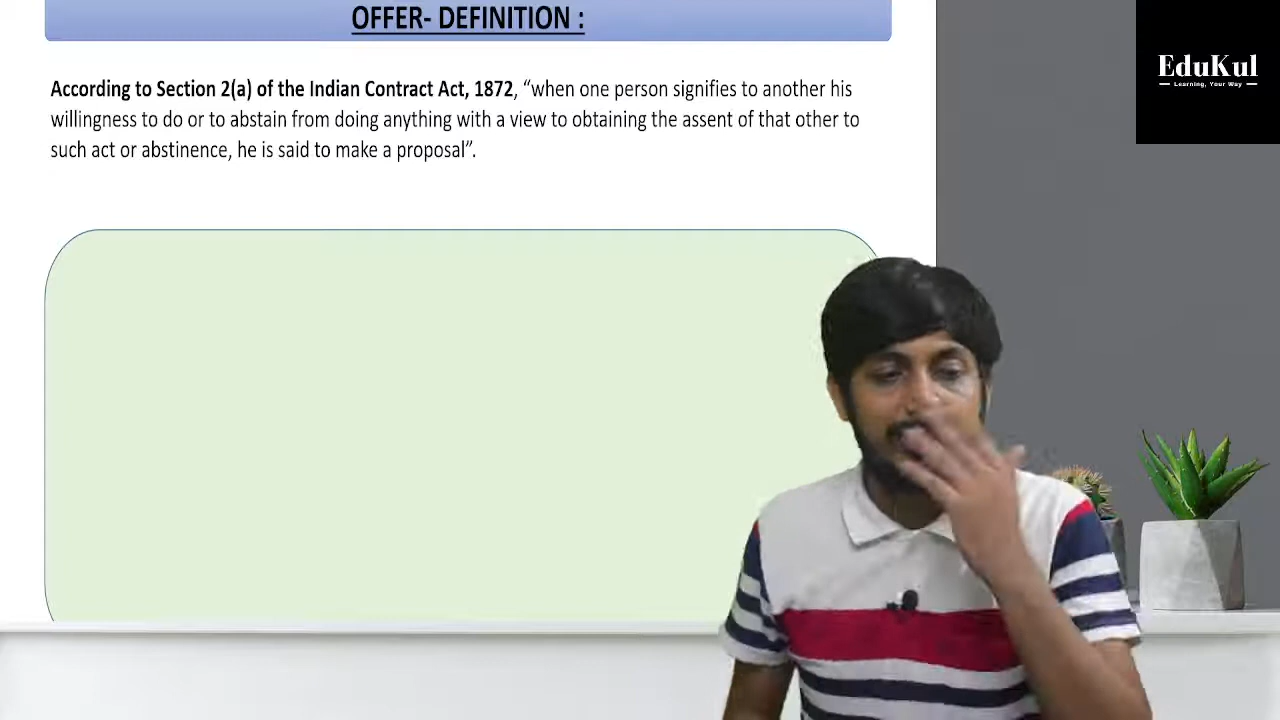 OFFER- DEFINITION :
According to Section 2(a) of the Indian Contract Act, 1872, “when one person signifies to another his
willingness to do or to abstain from doing anything with a view to obtaining the assent of that other to
such act or abstinence, he is said to make a proposal”.
EduKul
Learning, Your Way